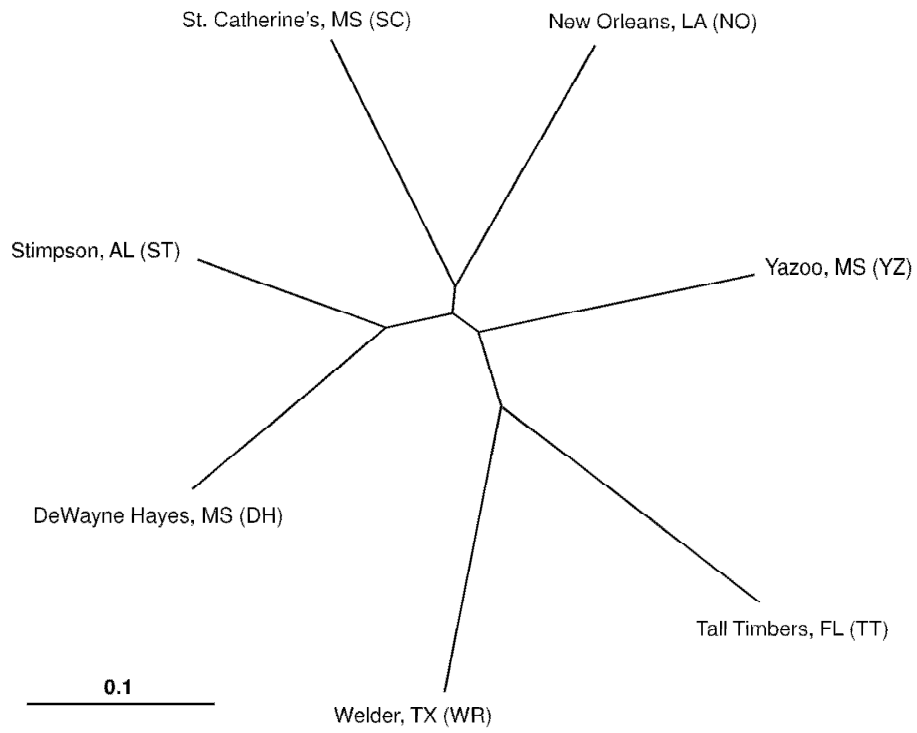 St. Catherine's, MS (SC)
New Orleans, LA (NO)
Stimpson, AL (ST)
Yazoo, MS (YZ)
DeWayne Hayes, MS (DH)
Tall Timbers, FL (TT)
0.1
Welder, TX (WR)